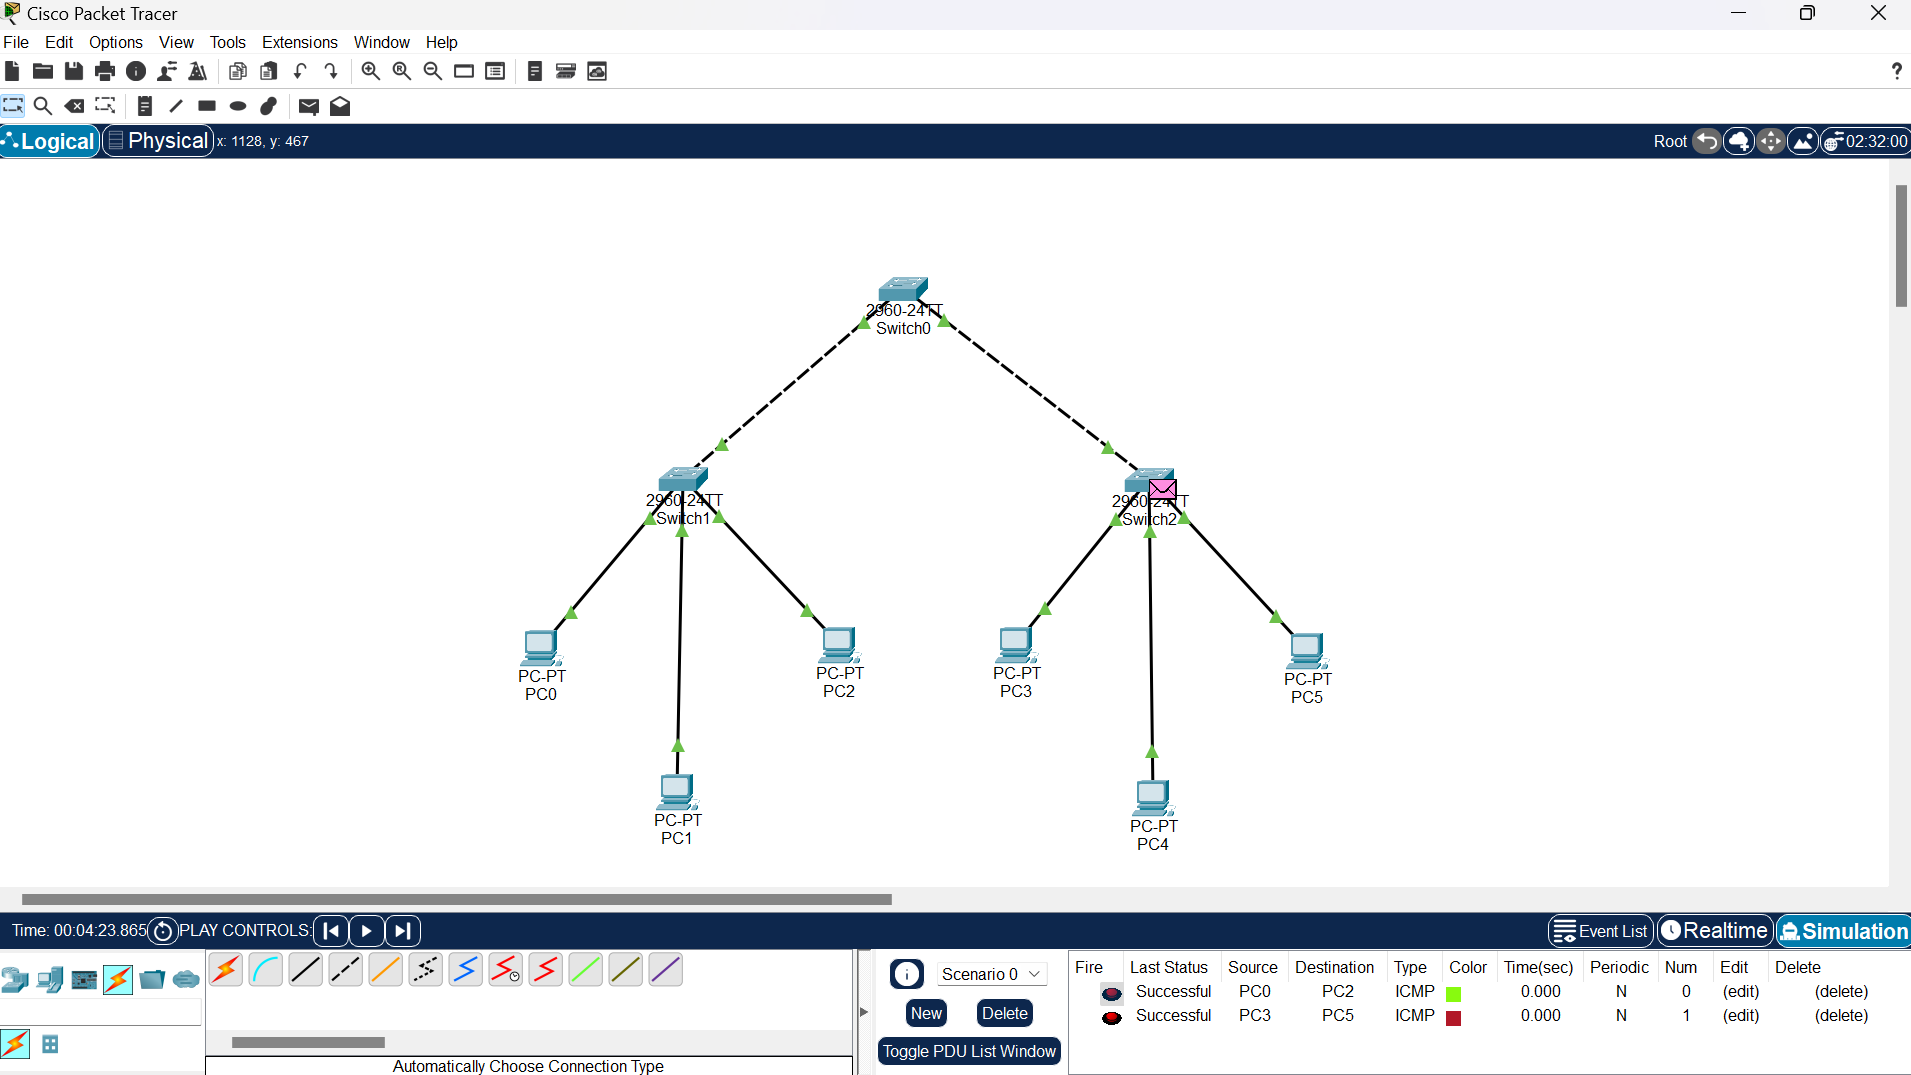 Cisco Packet Tracer
File Edit Options View Tools Extensions Window Help
?
Logical Physical x: 1128, y: 467 Root 02:32:00
2960-24TT
Switch0
2960-24TT
Switch1
2960-24TT
Switch2
PC-PT
PC0
PC-PT
PC2
PC-PT
PC3
PC-PT
PC5
PC-PT
PC1
PC-PT
PC4
Time: 00:04:23.865 PLAY CONTROLS: Event List Realtime Simulation
Automatically Choose Connection Type
Scenario 0
New Delete
Toggle PDU List Window
Fire Last Status Source Destination Type Color Time(sec) Periodic Num Edit Delete
Successful PC0 PC2 ICMP 0.000 N 0 (edit) (delete)
Successful PC3 PC5 ICMP 0.000 N 1 (edit) (delete)